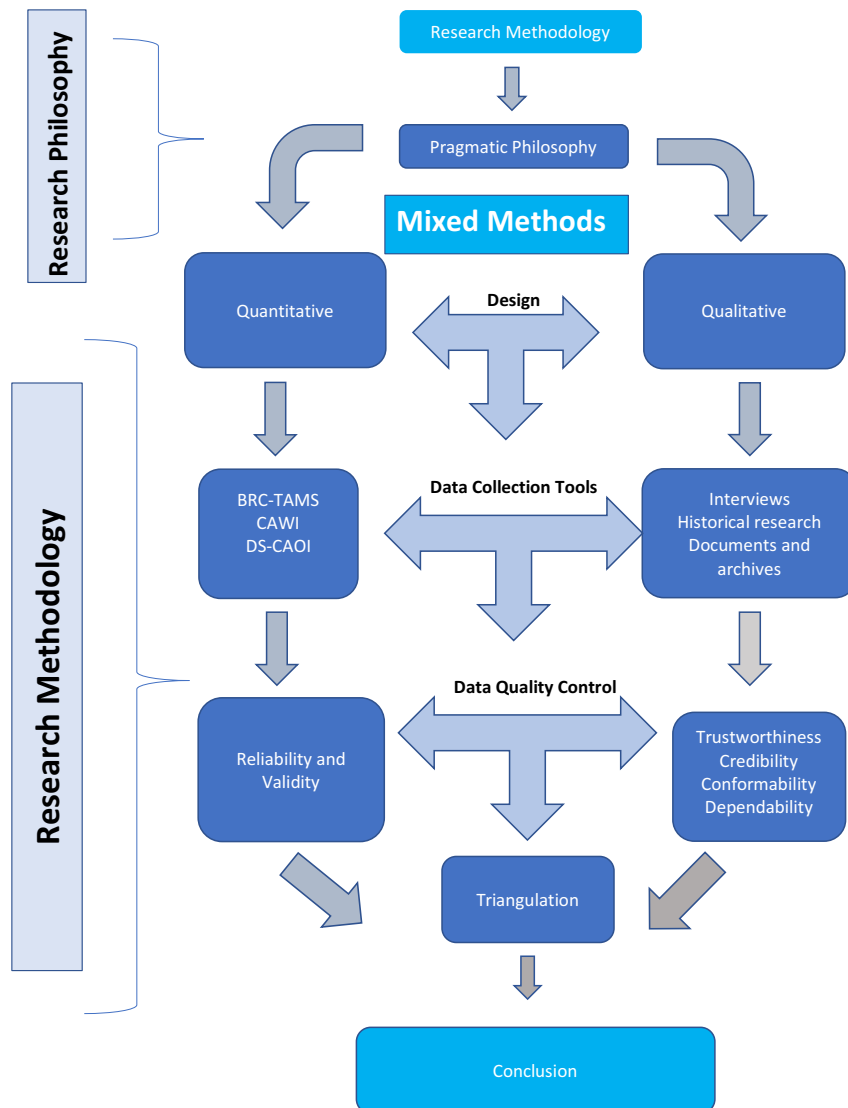 Research Philosophy
Research Methodology
Pragmatic Philosophy
Mixed Methods
Quantitative
Design
Qualitative
Research Methodology
BRC-TAMS
CAWI
DS-CAOI
Data Collection Tools
Interviews
Historical research
Documents and
archives
Reliability and
Validity
Data Quality Control
Trustworthiness
Credibility
Conformability
Dependability
Triangulation
Conclusion